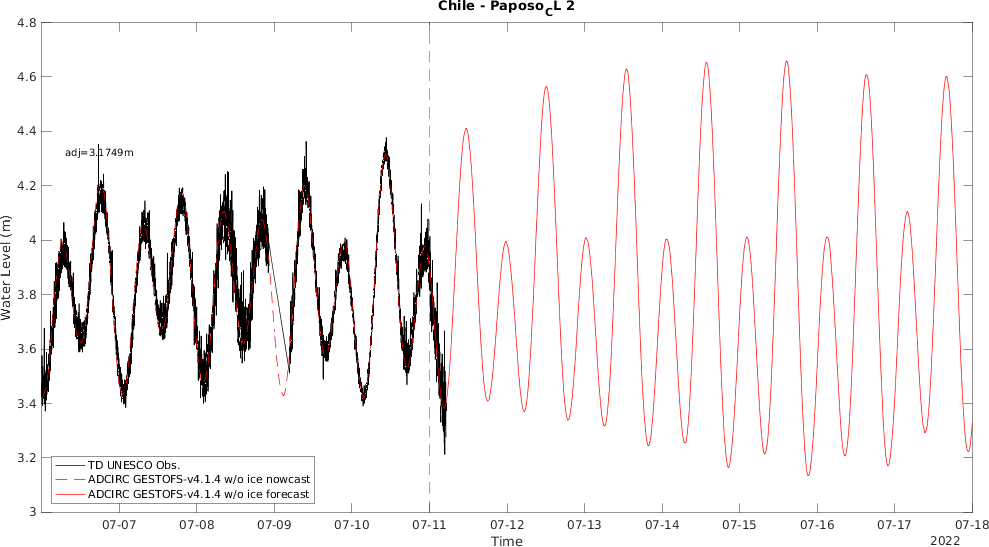 Chile - Paposo_CL 2
4.8
4.6
4.4
4.2
4
3.8
3.6
3.4
3.2
3
Water Level (m)
adj=3.1749m
TD UNESCO Obs.
ADCIRC GESTOFS-v4.1.4 w/o ice nowcast
ADCIRC GESTOFS-v4.1.4 w/o ice forecast
07-07 07-08 07-09 07-10 07-11 07-12 07-13 07-14 07-15 07-16 07-17 07-18
Time
2022